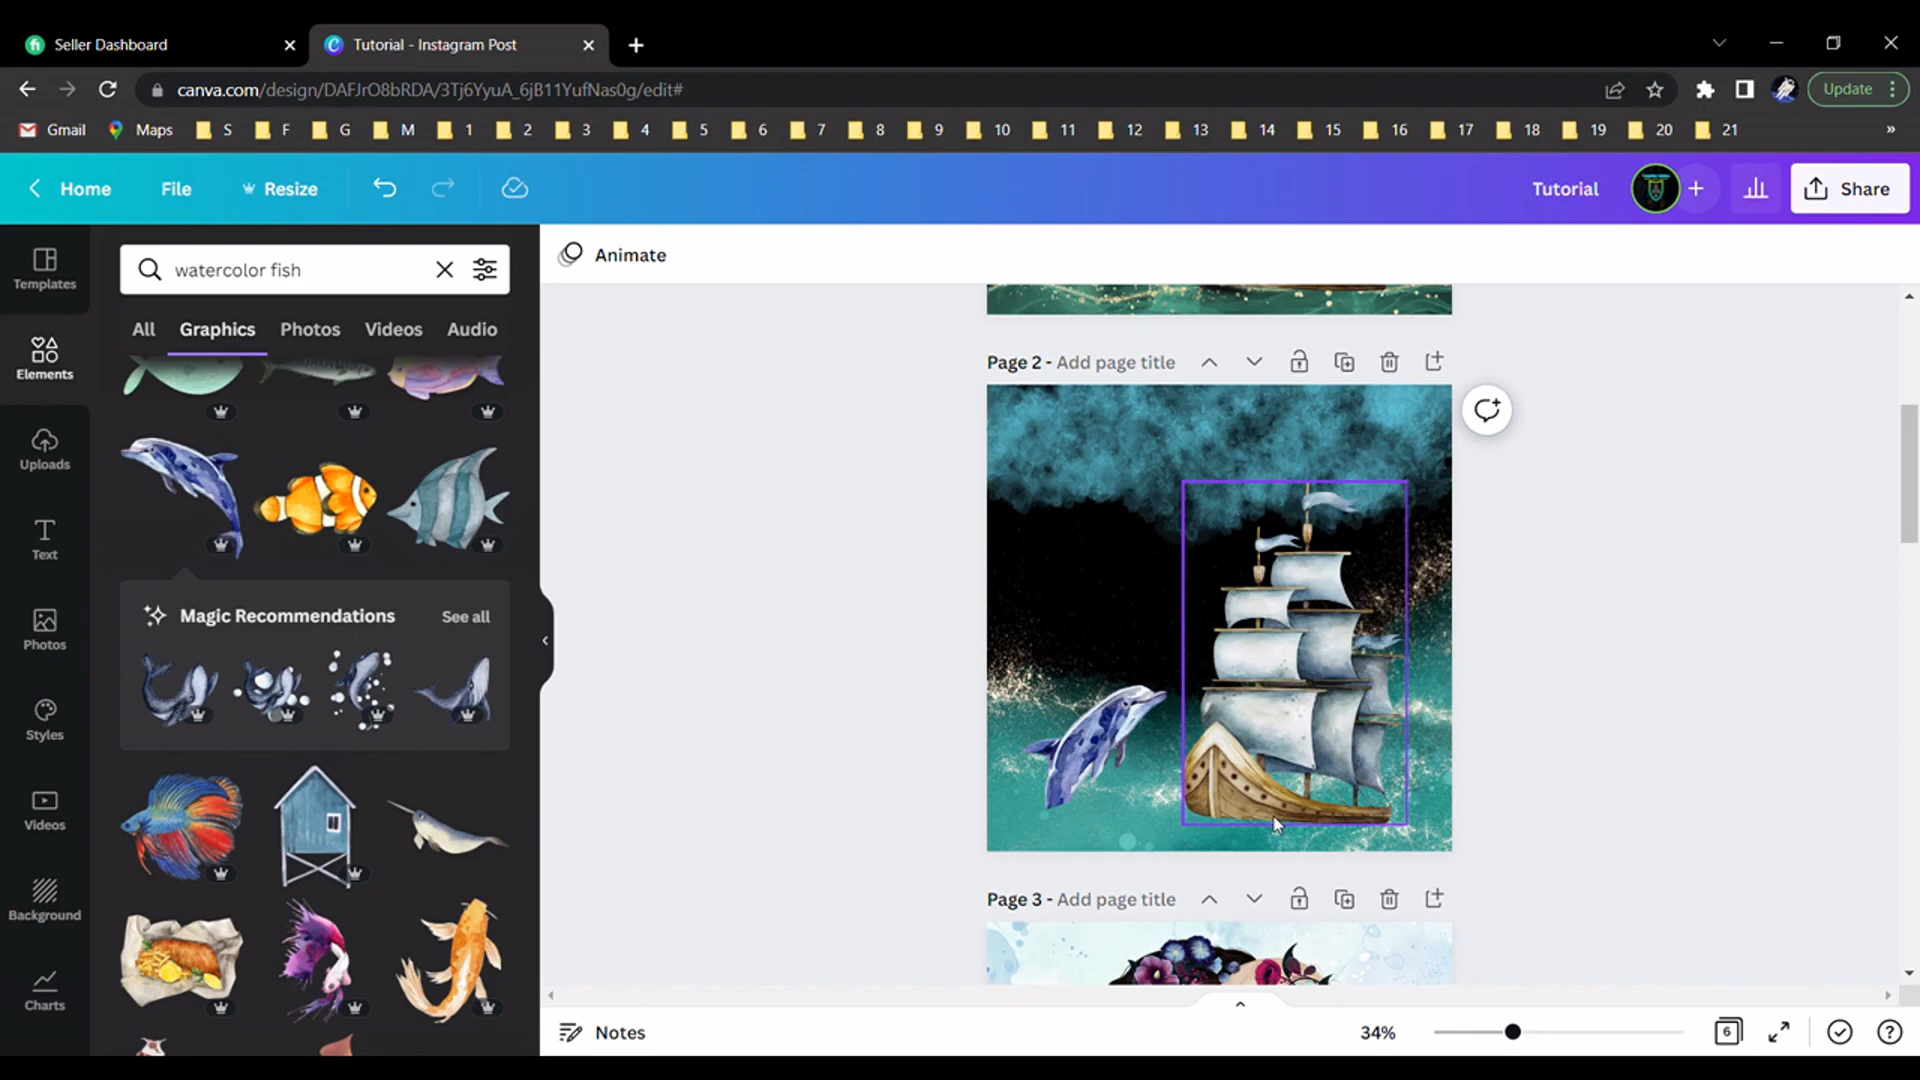 Seller Dashboard
Tutorial - Instagram Post
canva.com/design/DAFJrO8bRDA/3Tj6YyuA_6jB11YufNas0g/edit#
Update
Gmail Maps S F G M 1 2 3 4 5 6 7 8 9 10 11 12 13 14 15 16 17 18 19 20 21 »
Home File Resize Tutorial Share
Templates
Elements
Uploads
Text
Photos
Styles
Videos
Background
Charts
watercolor fish
All Graphics Photos Videos Audio
Magic Recommendations See all
Animate
Page 2 - Add page title
Page 3 - Add page title
Notes
34%
6